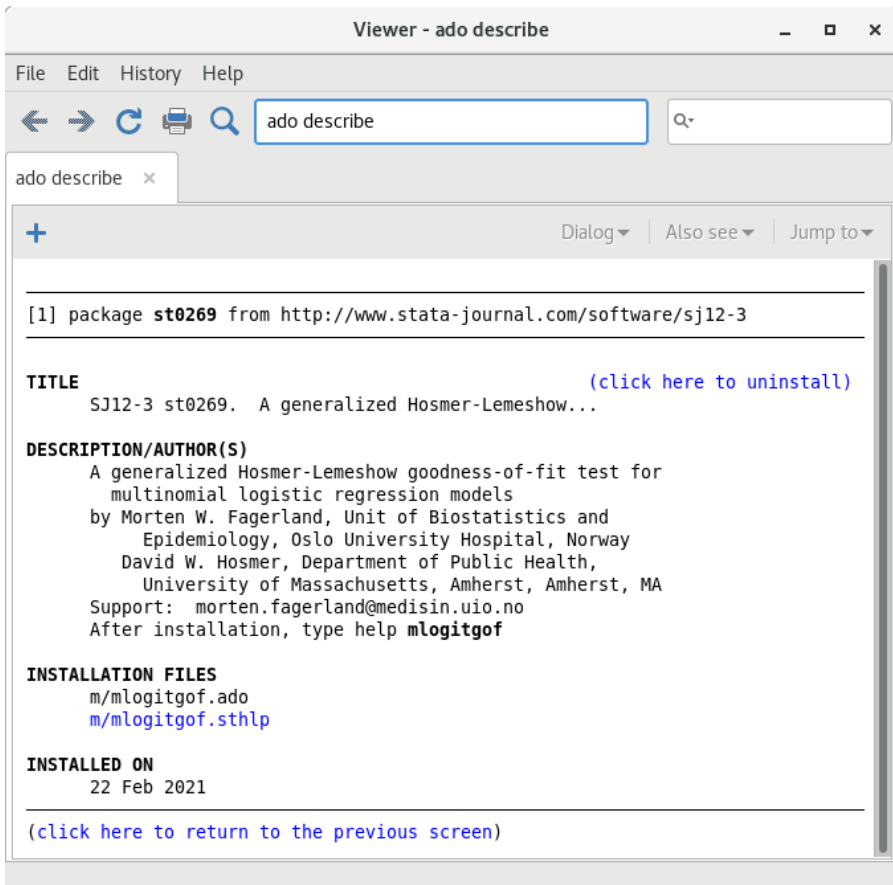 Viewer - ado describe
File Edit History Help
ado describe
ado describe
Dialog Also see Jump to
[1] package st0269 from http://www.stata-journal.com/software/sj12-3
TITLE (click here to uninstall)
SJ12-3 st0269. A generalized Hosmer-Lemeshow...
DESCRIPTION/AUTHOR(S)
A generalized Hosmer-Lemeshow goodness-of-fit test for
multinomial logistic regression models
by Morten W. Fagerland, Unit of Biostatistics and
Epidemiology, Oslo University Hospital, Norway
David W. Hosmer, Department of Public Health,
University of Massachusetts, Amherst, Amherst, MA
Support: morten.fagerland@medisin.uio.no
After installation, type help mlogitgof
INSTALLATION FILES
m/mlogitgof.ado
m/mlogitgof.sthlp
INSTALLED ON
22 Feb 2021
(click here to return to the previous screen)